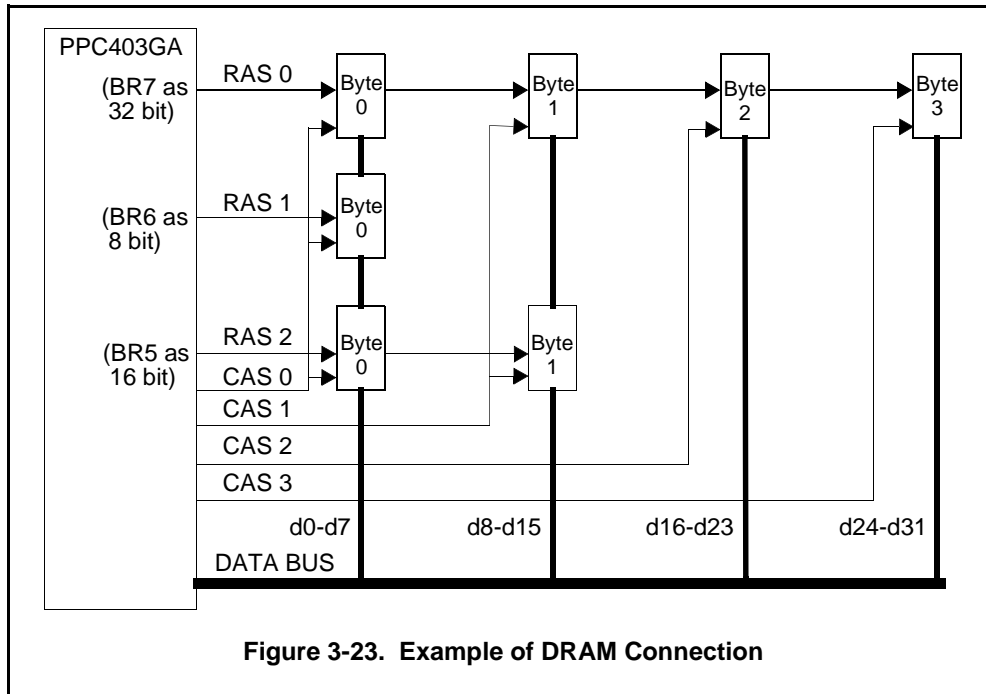 PPC403GA
(BR7 as
32 bit)
RAS 0
Byte
0
Byte
1
Byte
2
Byte
3
(BR6 as
8 bit)
RAS 1
Byte
0
(BR5 as
16 bit)
RAS 2
Byte
0
Byte
1
CAS 0
CAS 1
CAS 2
CAS 3
d0-d7
d8-d15
d16-d23
d24-d31
DATA BUS
Figure 3-23. Example of DRAM Connection